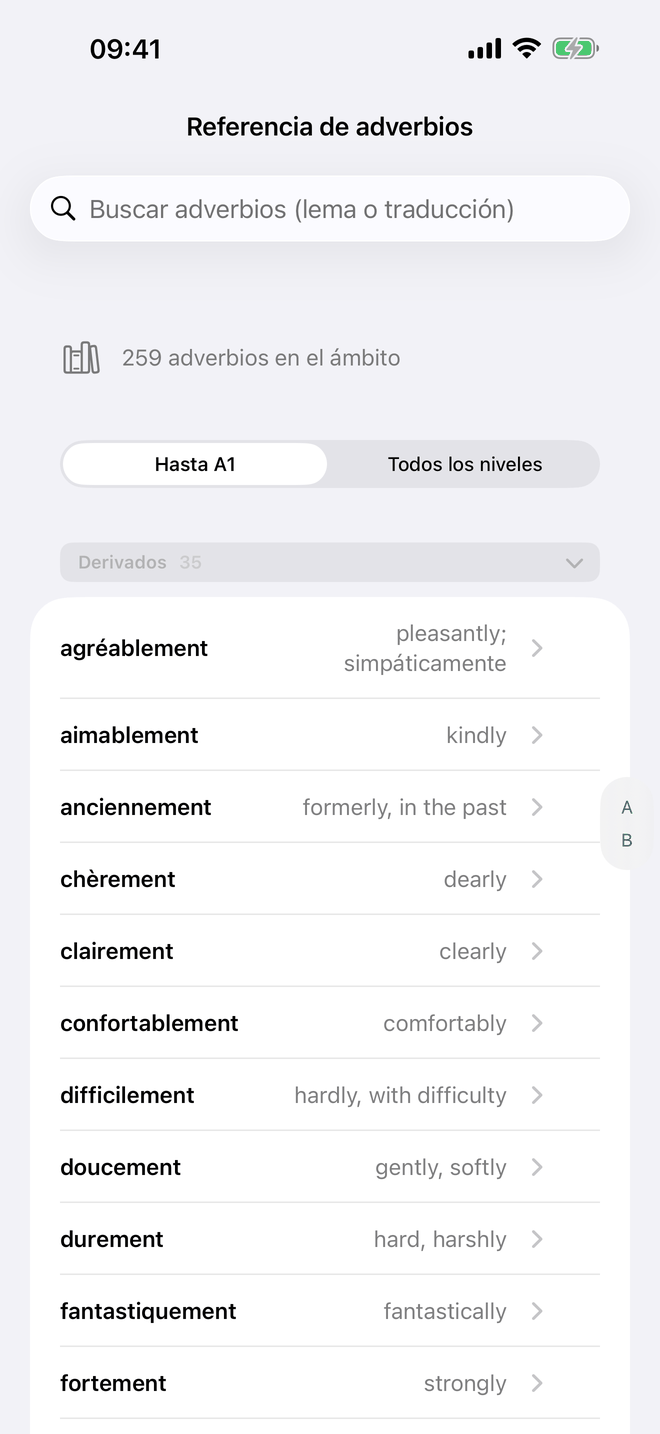 09:41
Referencia de adverbios
Buscar adverbios (lema o traducción)
259 adverbios en el ámbito
Hasta A1
Todos los niveles
Derivados 35
agréablement
pleasantly;
simpáticamente
aimablement
kindly
anciennement
formerly, in the past
A
B
chèrement
dearly
clairement
clearly
confortablement
comfortably
difficilement
hardly, with difficulty
doucement
gently, softly
durement
hard, harshly
fantastiquement
fantastically
fortement
strongly